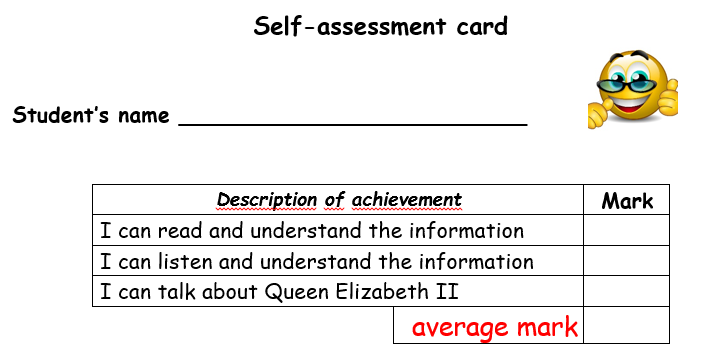 Self-assessment card
Student's name ______________________________
Description of achievement Mark
I can read and understand the information
I can listen and understand the information
I can talk about Queen Elizabeth II
average mark